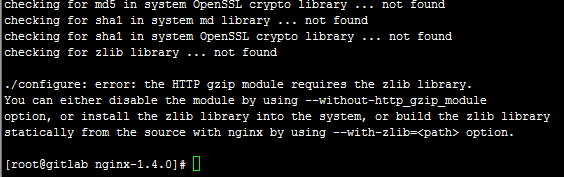 checking for md5 in system OpenSSL crypto library ... not found
checking for sha1 in system md library ... not found
checking for sha1 in system OpenSSL crypto library ... not found
checking for zlib library ... not found
./configure: error: the HTTP gzip module requires the zlib library.
You can either disable the module by using --without-http_gzip_module
option, or install the zlib library into the system, or build the zlib library
statically from the source with nginx by using --with-zlib=<path> option.
[root@gitlab nginx-1.4.0]#